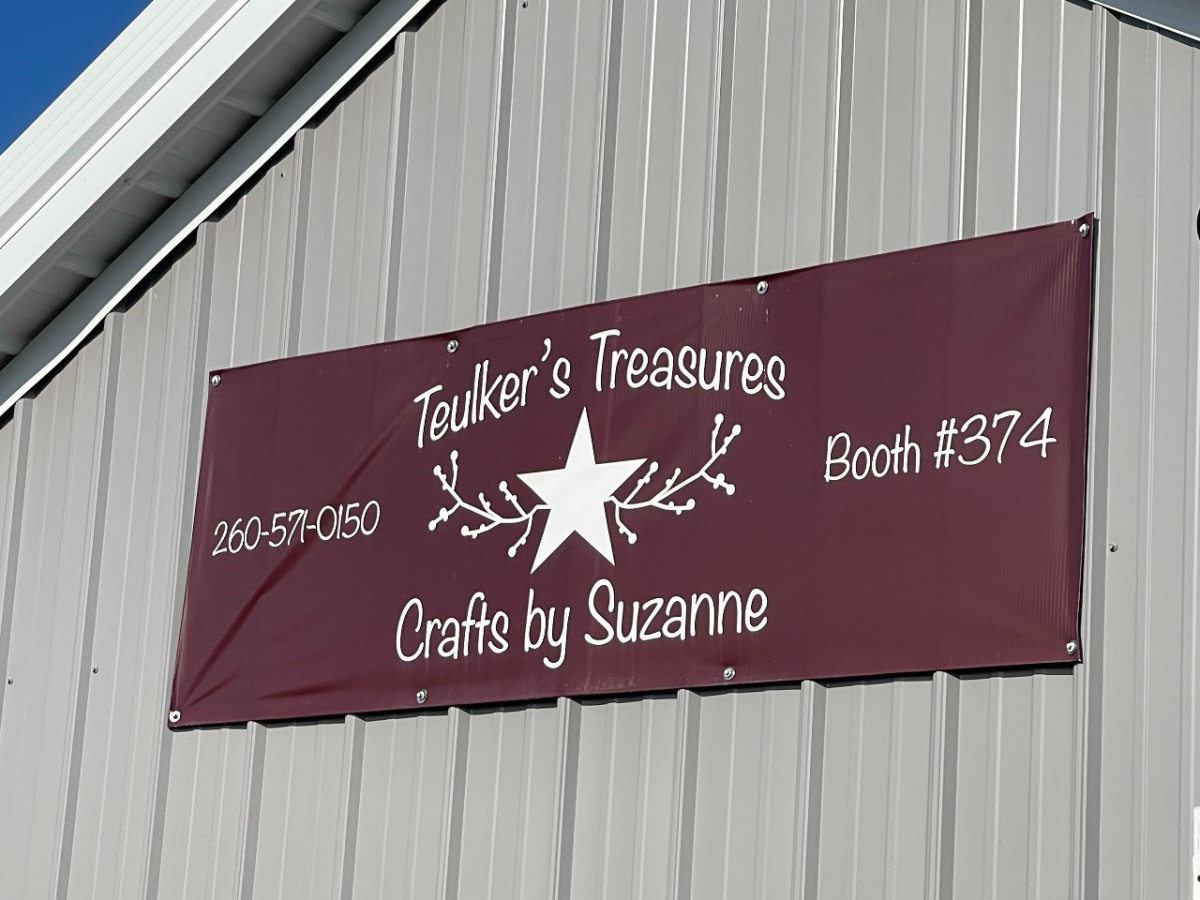 Teulker's Treasures
260-571-0150
Booth #374
Crafts by Suzanne